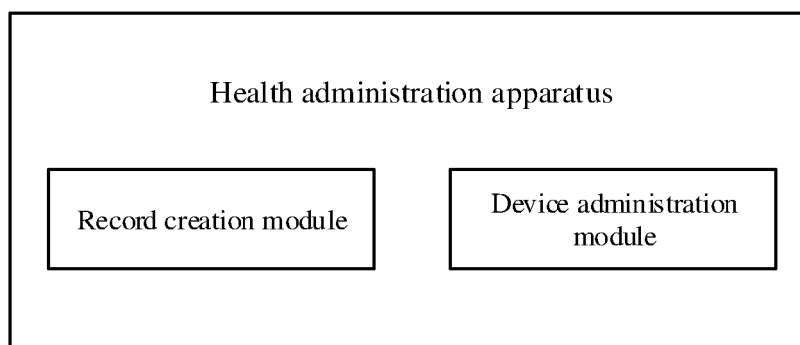 Health administration apparatus
Record creation module
Device administration
module